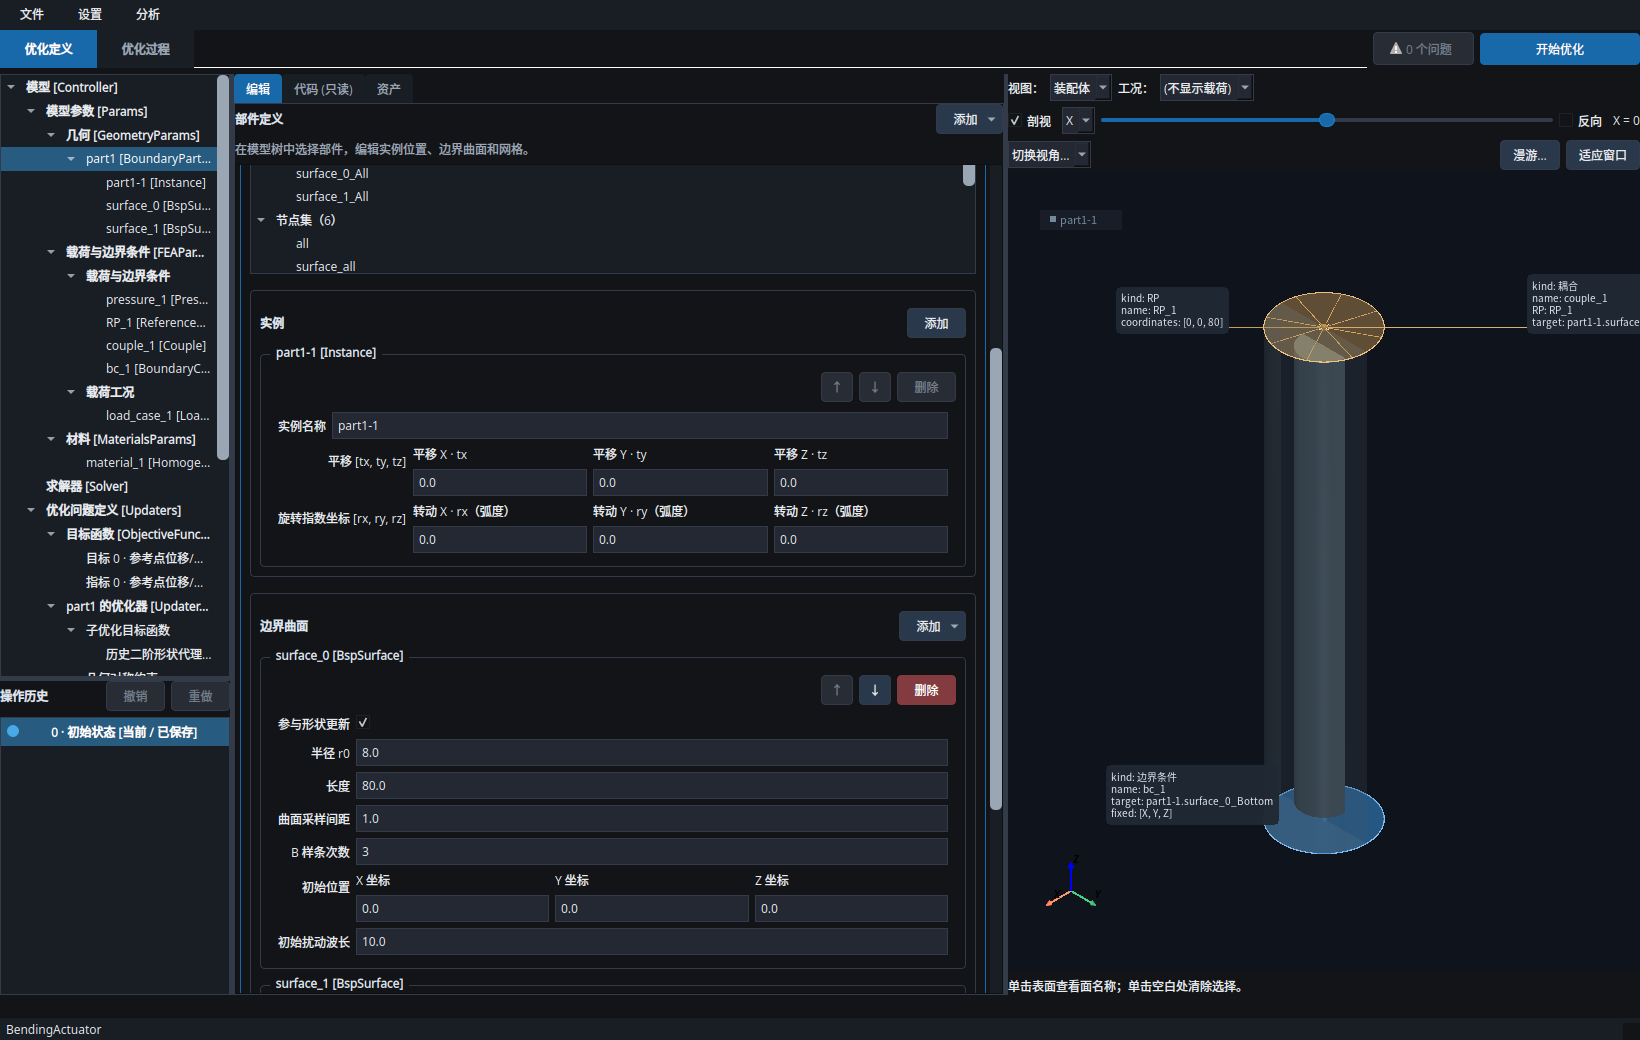 文件 设置 分析
优化定义 优化过程 0 个问题 开始优化
模型 [Controller]
模型参数 [Params]
几何 [GeometryParams]
part1 [BoundaryPart...
part1-1 [Instance]
surface_0 [BspSu...
surface_1 [BspSu...
载荷与边界条件 [FEAPar...
载荷与边界条件
pressure_1 [Pres...
RP_1 [Reference...
couple_1 [Couple]
bc_1 [BoundaryC...
载荷工况
load_case_1 [Loa...
材料 [MaterialsParams]
material_1 [Homoge...
求解器 [Solver]
优化问题定义 [Updaters]
目标函数 [ObjectiveFunc...
目标 0 · 参考点位移/...
指标 0 · 参考点位移/...
part1 的优化器 [Updater...
子优化目标函数
历史二阶形状代理...
操作历史 撤销 重做
0 · 初始状态 [当前 / 已保存]
编辑 代码 (只读) 资产
部件定义 添加
在模型树中选择部件，编辑实例位置、边界曲面和网格。
surface_0_All
surface_1_All
节点集（6）
all
surface_all
实例 添加
part1-1 [Instance]
↑ ↓ 删除
实例名称 part1-1
平移 [tx, ty, tz] 平移 X · tx 平移 Y · ty 平移 Z · tz
0.0 0.0 0.0
旋转指数坐标 [rx, ry, rz] 转动 X · rx（弧度） 转动 Y · ry（弧度） 转动 Z · rz（弧度）
0.0 0.0 0.0
边界曲面 添加
surface_0 [BspSurface]
↑ ↓ 删除
参与形状更新
半径 r0 8.0
长度 80.0
曲面采样间距 1.0
B 样条次数 3
初始位置 X 坐标 Y 坐标 Z 坐标
0.0 0.0 0.0
初始扰动波长 10.0
surface_1 [BspSurface]
视图： 装配体 工况： (不显示载荷)
剖视 X 反向 X = 0
切换视角... 漫游... 适应窗口
part1-1
kind: RP
name: RP_1
coordinates: [0, 0, 80]
kind: 耦合
name: couple_1
RP: RP_1
target: part1-1.surface
kind: 边界条件
name: bc_1
target: part1-1.surface_0_Bottom
fixed: [X, Y, Z]
Z
单击表面查看面名称；单击空白处清除选择。
BendingActuator